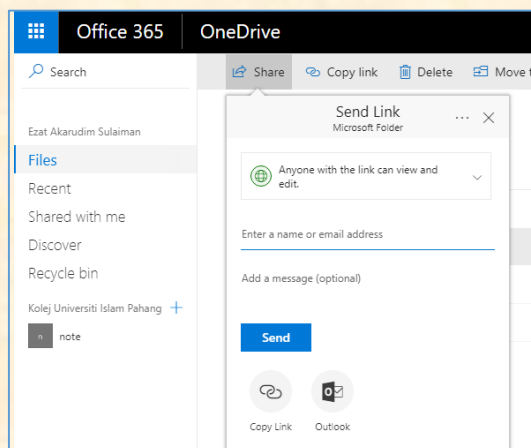 Office 365
OneDrive
Search
Share
Copy link
Delete
Move t
Ezat Akarudim Sulaiman
Files
Recent
Shared with me
Discover
Recycle bin
Kolej Universiti Islam Pahang
n
note
Send Link
Microsoft Folder
Anyone with the link can view and
edit.
Enter a name or email address
Add a message (optional)
Send
Copy Link
Outlook